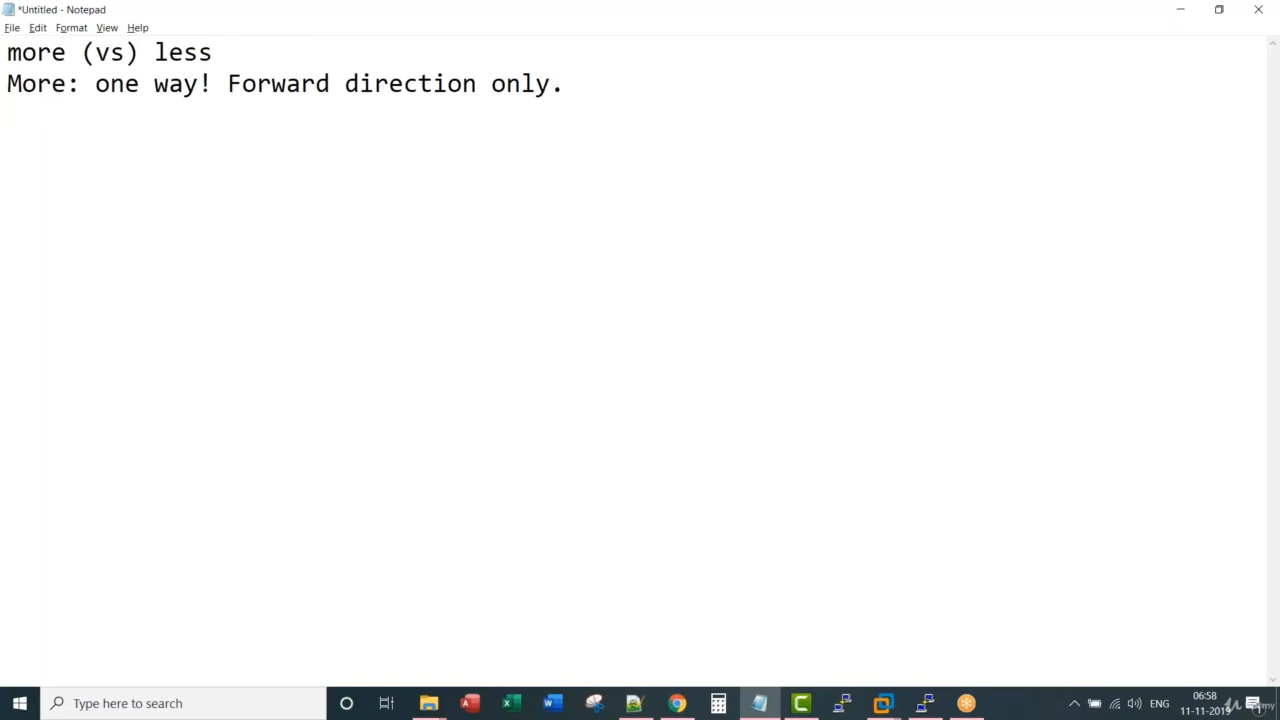 *Untitled - Notepad
File Edit Format View Help
more (vs) less
More: one way! Forward direction only.
Type here to search
ENG
06:58
11-11-2019